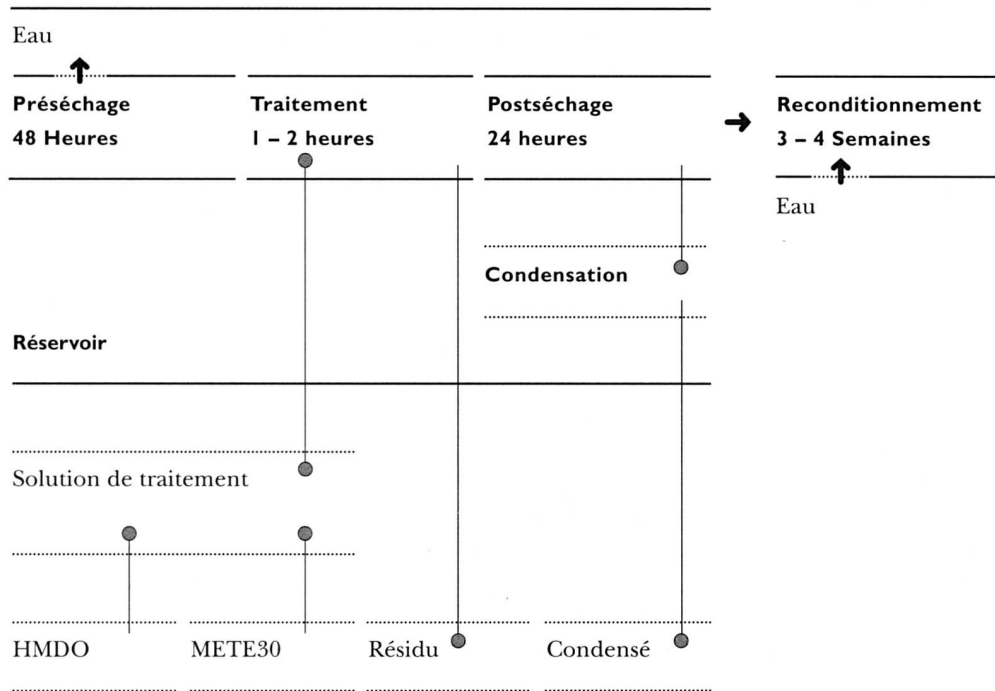 Eau
Préséchage
48 Heures
Traitement
1 – 2 heures
Postséchage
24 heures
Reconditionnement
3 – 4 Semaines
Eau
Condensation
Réservoir
Solution de traitement
HMDO
METE30
Résidu
Condensé